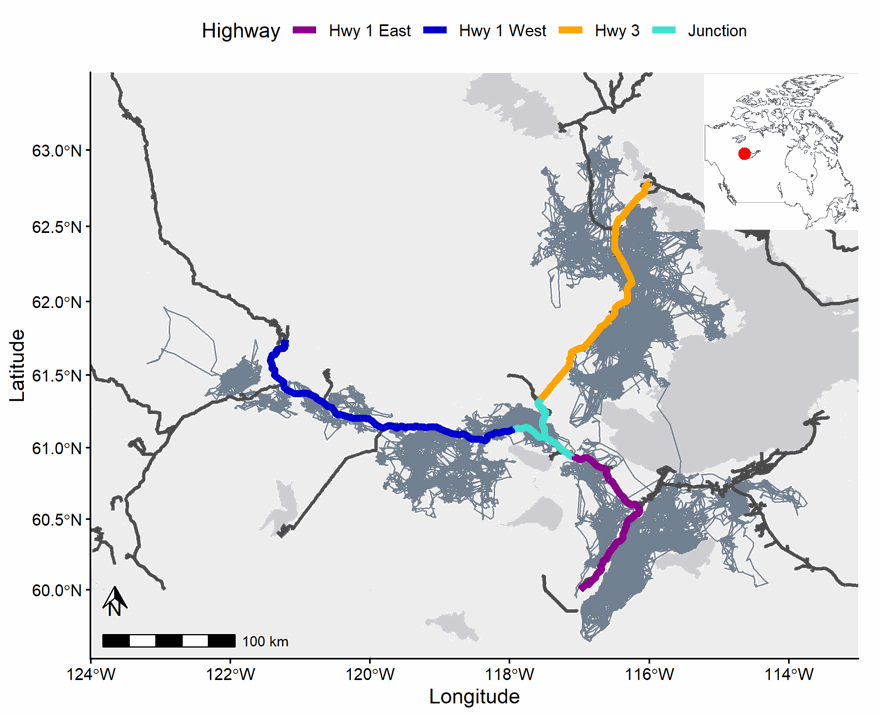 Highway Hwy 1 East Hwy 1 West Hwy 3 Junction
63.0°N
62.5°N
62.0°N
61.5°N
61.0°N
60.5°N
60.0°N
Latitude
N
100 km
124°W 122°W 120°W 118°W 116°W 114°W
Longitude